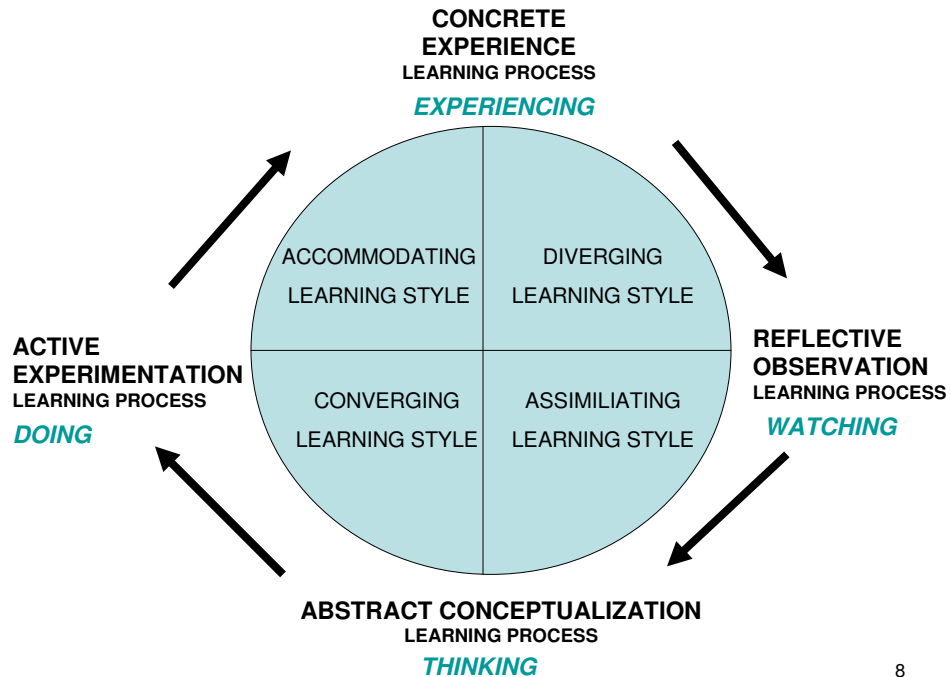 CONCRETE
EXPERIENCE
LEARNING PROCESS
EXPERIENCING
ACCOMMODATING
LEARNING STYLE
DIVERGING
LEARNING STYLE
ACTIVE
EXPERIMENTATION
LEARNING PROCESS
DOING
REFLECTIVE
OBSERVATION
LEARNING PROCESS
WATCHING
CONVERGING
LEARNING STYLE
ASSIMILIATING
LEARNING STYLE
ABSTRACT CONCEPTUALIZATION
LEARNING PROCESS
THINKING
8